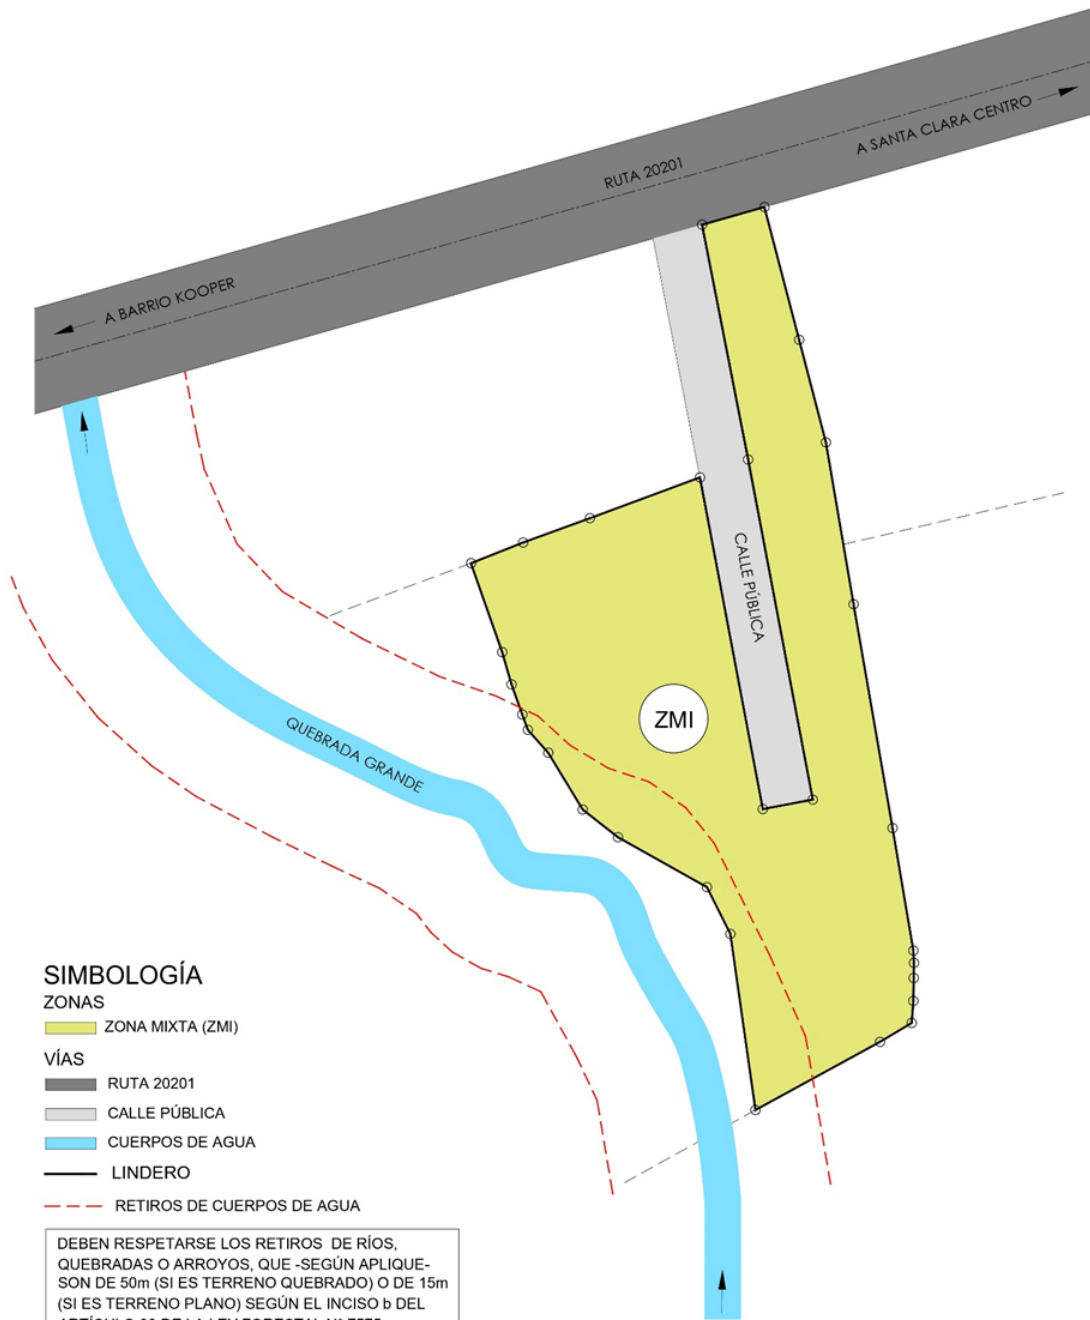 A SANTA CLARA CENTRO
RUTA 20201
A BARRIO KOOPER
CALLE PÚBLICA
ZMI
QUEBRADA GRANDE
SIMBOLOGÍA
ZONAS
ZONA MIXTA (ZMI)
VÍAS
RUTA 20201
CALLE PÚBLICA
CUERPOS DE AGUA
LINDERO
RETIROS DE CUERPOS DE AGUA
DEBEN RESPETARSE LOS RETIROS DE RÍOS,
QUEBRADAS O ARROYOS, QUE -SEGÚN APLIQUE-
SON DE 50m (SI ES TERRENO QUEBRADO) O DE 15m
(SI ES TERRENO PLANO) SEGÚN EL INCISO b DEL